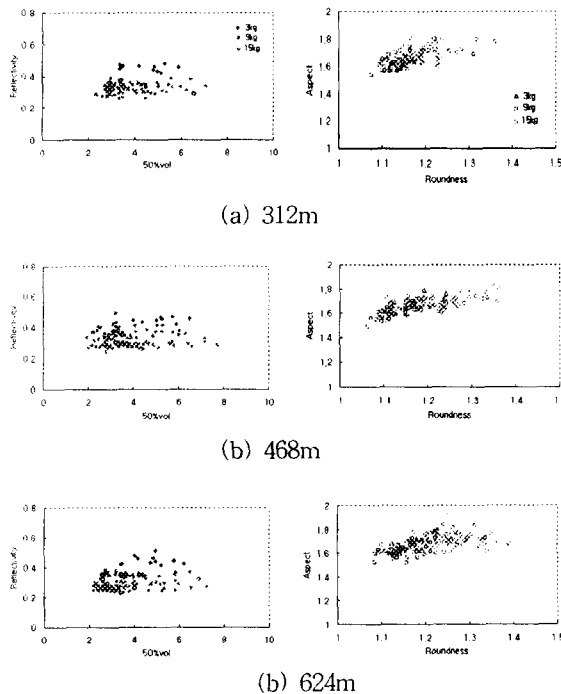 0.8
0.6
0.4
0.2
0
Reflectivity
3kg
9kg
15kg
0 2 4 6 8 10
50%vol
2
1.8
1.6
1.4
1.2
1
Aspect
3kg
9kg
15kg
1 1.1 1.2 1.3 1.4 1.5
Roundness
(a) 312m
0.8
0.6
0.4
0.2
0
Reflectivity
0 2 4 6 8 10
50%vol
2
1.8
1.6
1.4
1.2
1
Aspect
1 1.1 1.2 1.3 1.4 1.5
Roundness
(b) 468m
0.8
0.6
0.4
0.2
0
Reflectivity
0 2 4 6 8 10
50%vol
2
1.8
1.6
1.4
1.2
1
Aspect
1 1.1 1.2 1.3 1.4 1.5
Roundness
(b) 624m